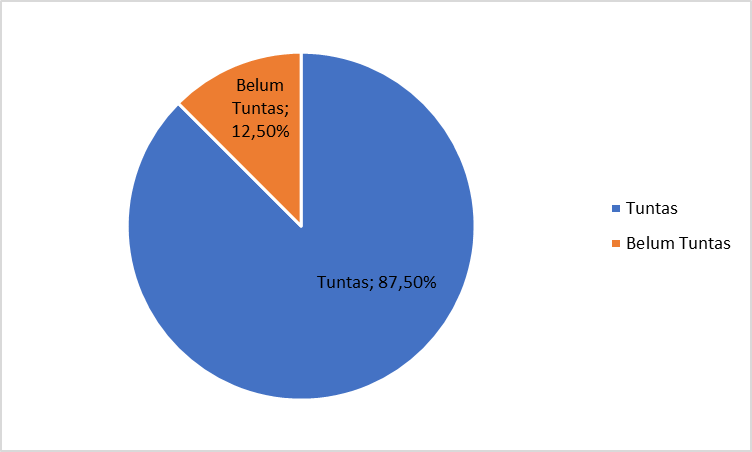 Belum
Tuntas;
12,50%
Tuntas; 87,50%
Tuntas
Belum Tuntas